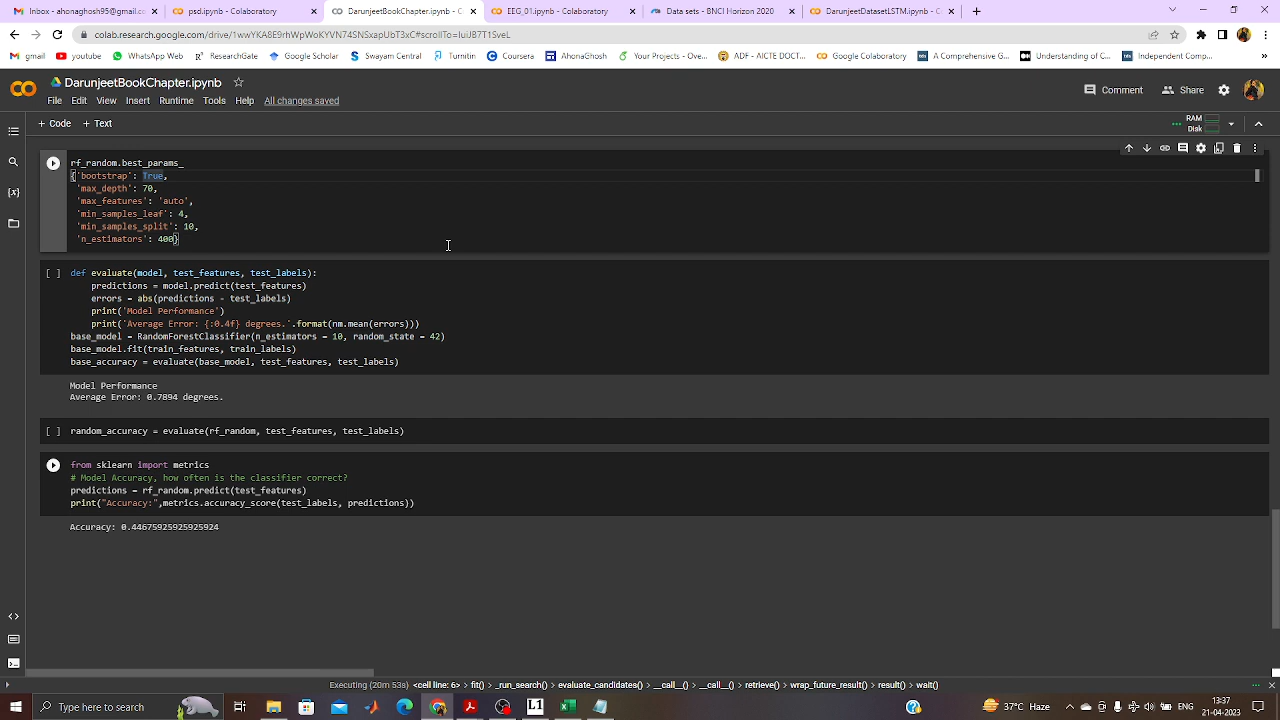 Inbox - ahonaghosh95@gmail.com
psd.ipynb - Colaboratory
DarunjeetBookChapter.ipynb - C
EEG_01.ipynb - Colaboratory
Data sets - BNCI Horizon 2020
DarunjeetDatasetLSTM.ipynb - C
colab.research.google.com/drive/1wwYKA8E9rhWpWoKYVN74SNSxapUbT3xC#scrollTo=IuiJB7T1SveL
Gmail
youtube
WhatsApp
ResearchGate
Google Scholar
Swayam Central
Turnitin
Coursera
AhonaGhosh
Your Projects - Ove...
ADF - AICTE DOCT...
Google Colaboratory
A Comprehensive G...
Understanding of C...
Independent Comp...
DarunjeetBookChapter.ipynb
Comment
Share
File Edit View Insert Runtime Tools Help All changes saved
+ Code + Text
RAM
Disk
rf_random.best_params_
{'bootstrap': True,
'max_depth': 70,
'max_features': 'auto',
'min_samples_leaf': 4,
'min_samples_split': 10,
'n_estimators': 400}
[ ] def evaluate(model, test_features, test_labels):
predictions = model.predict(test_features)
errors = abs(predictions - test_labels)
print('Model Performance')
print('Average Error: {:0.4f} degrees.'.format(nm.mean(errors)))
base_model = RandomForestClassifier(n_estimators = 10, random_state = 42)
base_model.fit(train_features, train_labels)
base_accuracy = evaluate(base_model, test_features, test_labels)
Model Performance
Average Error: 0.7894 degrees.
[ ] random_accuracy = evaluate(rf_random, test_features, test_labels)
from sklearn import metrics
# Model Accuracy, how often is the classifier correct?
predictions = rf_random.predict(test_features)
print("Accuracy:",metrics.accuracy_score(test_labels, predictions))
Accuracy: 0.44675925925925924
Executing (20m 53s) <cell line: 6> > fit() > _run_search() > evaluate_candidates() > __call__() > __call__() > retrieve() > wrap_future_result() > result() > wait()
Type here to search
L1
37°C Haze
ENG
13:37
21-04-2023